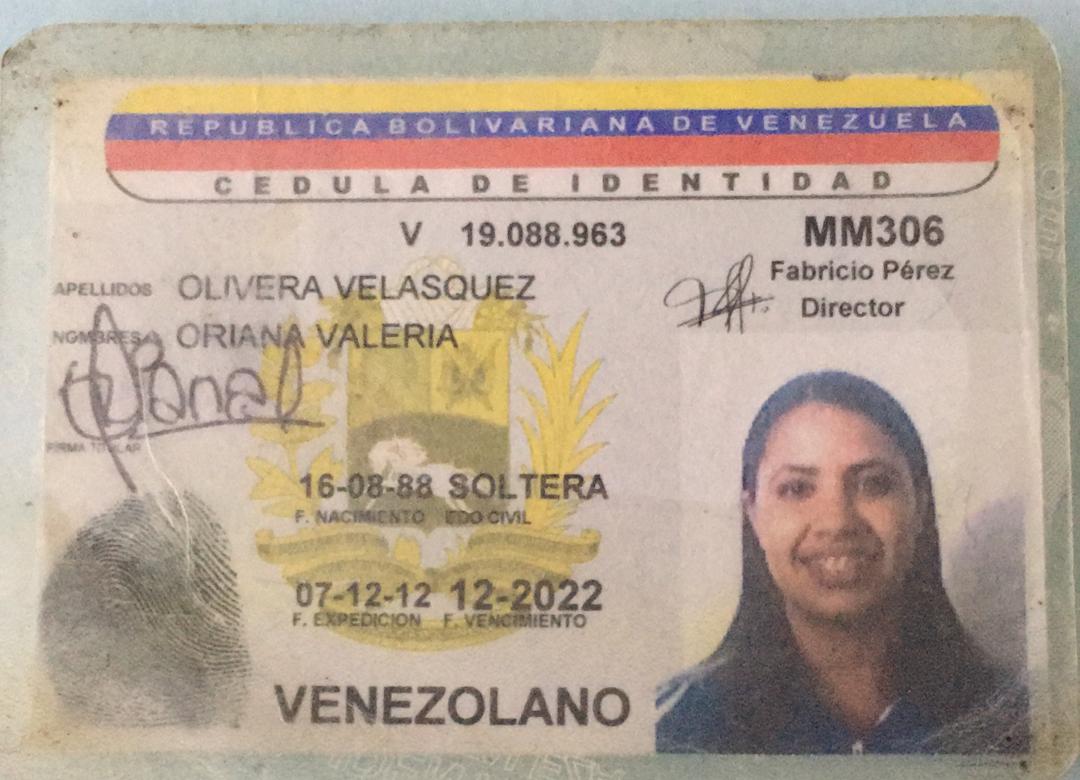 REPUBLICA BOLIVARIANA DE VENEZUELA
CEDULA DE IDENTIDAD
V 19.088.963 MM306
Fabricio Pérez
Director
APELLIDOS OLIVERA VELASQUEZ
NOMBRES ORIANA VALERIA
FIRMA TITULAR
16-08-88 SOLTERA
F. NACIMIENTO EDO CIVIL
07-12-12 12-2022
F. EXPEDICION F. VENCIMIENTO
VENEZOLANO